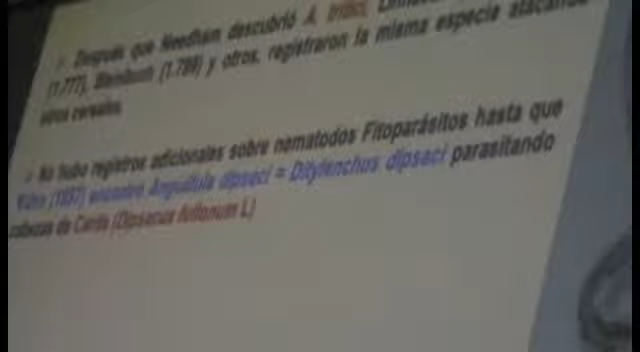 Después que Needham descubrió A. tritici,
(1.777), Steinbuch (1.799) y otros, registraron la misma especie atacando
otros cereales.
No hubo registros adicionales sobre nematodos Fitoparásitos hasta que
Kühn (1857) encontró Anguillula dipsaci = Ditylenchus dipsaci parasitando
cabezas de Cardo (Dipsacus fullonum L)